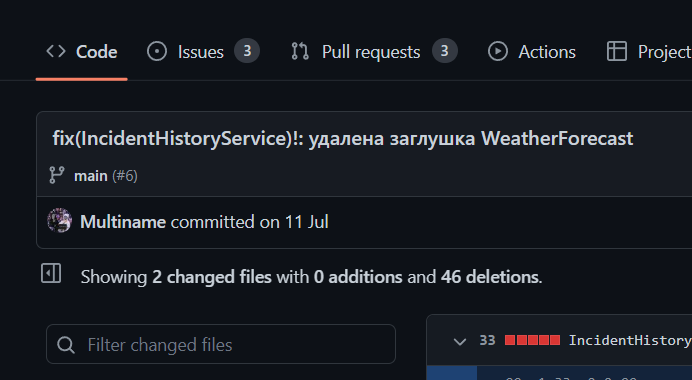 Code Issues 3 Pull requests 3 Actions Project
fix(IncidentHistoryService)!: удалена заглушка WeatherForecast
main (#6)
Multiname committed on 11 Jul
Showing 2 changed files with 0 additions and 46 deletions.
Filter changed files
33 IncidentHistory